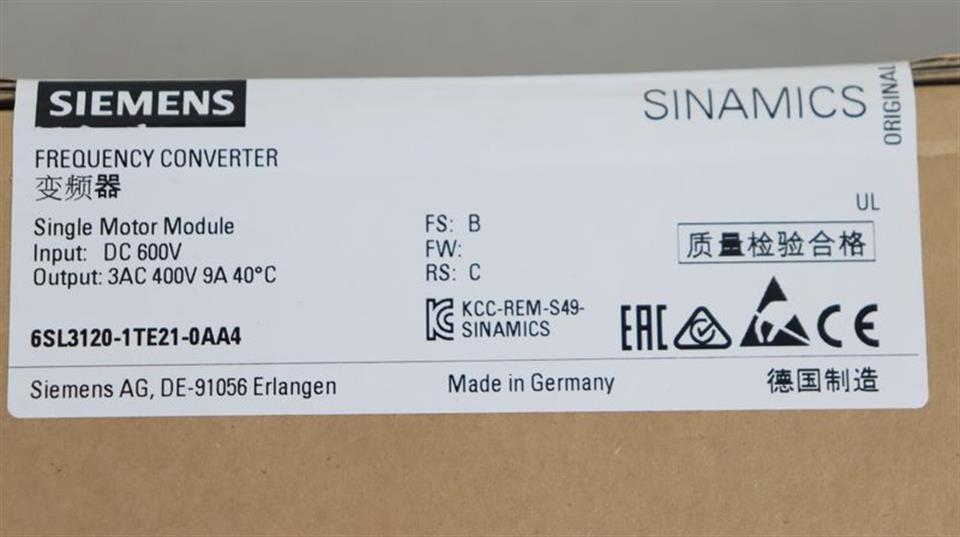 SIEMENS
SINAMICS
ORIGINAL
FREQUENCY CONVERTER
变频器
Single Motor Module
Input: DC 600V
Output: 3AC 400V 9A 40°C
FS: B
FW:
RS: C
UL
质量检验合格
KCC-REM-S49-
SINAMICS
EAC
CE
6SL3120-1TE21-0AA4
Siemens AG, DE-91056 Erlangen
Made in Germany
德国制造